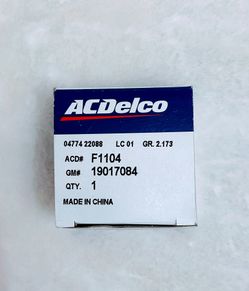 ACDelco
04774 22088 LC 01 GR. 2.173
ACD# F1104
GM# 19017084
QTY. 1
MADE IN CHINA